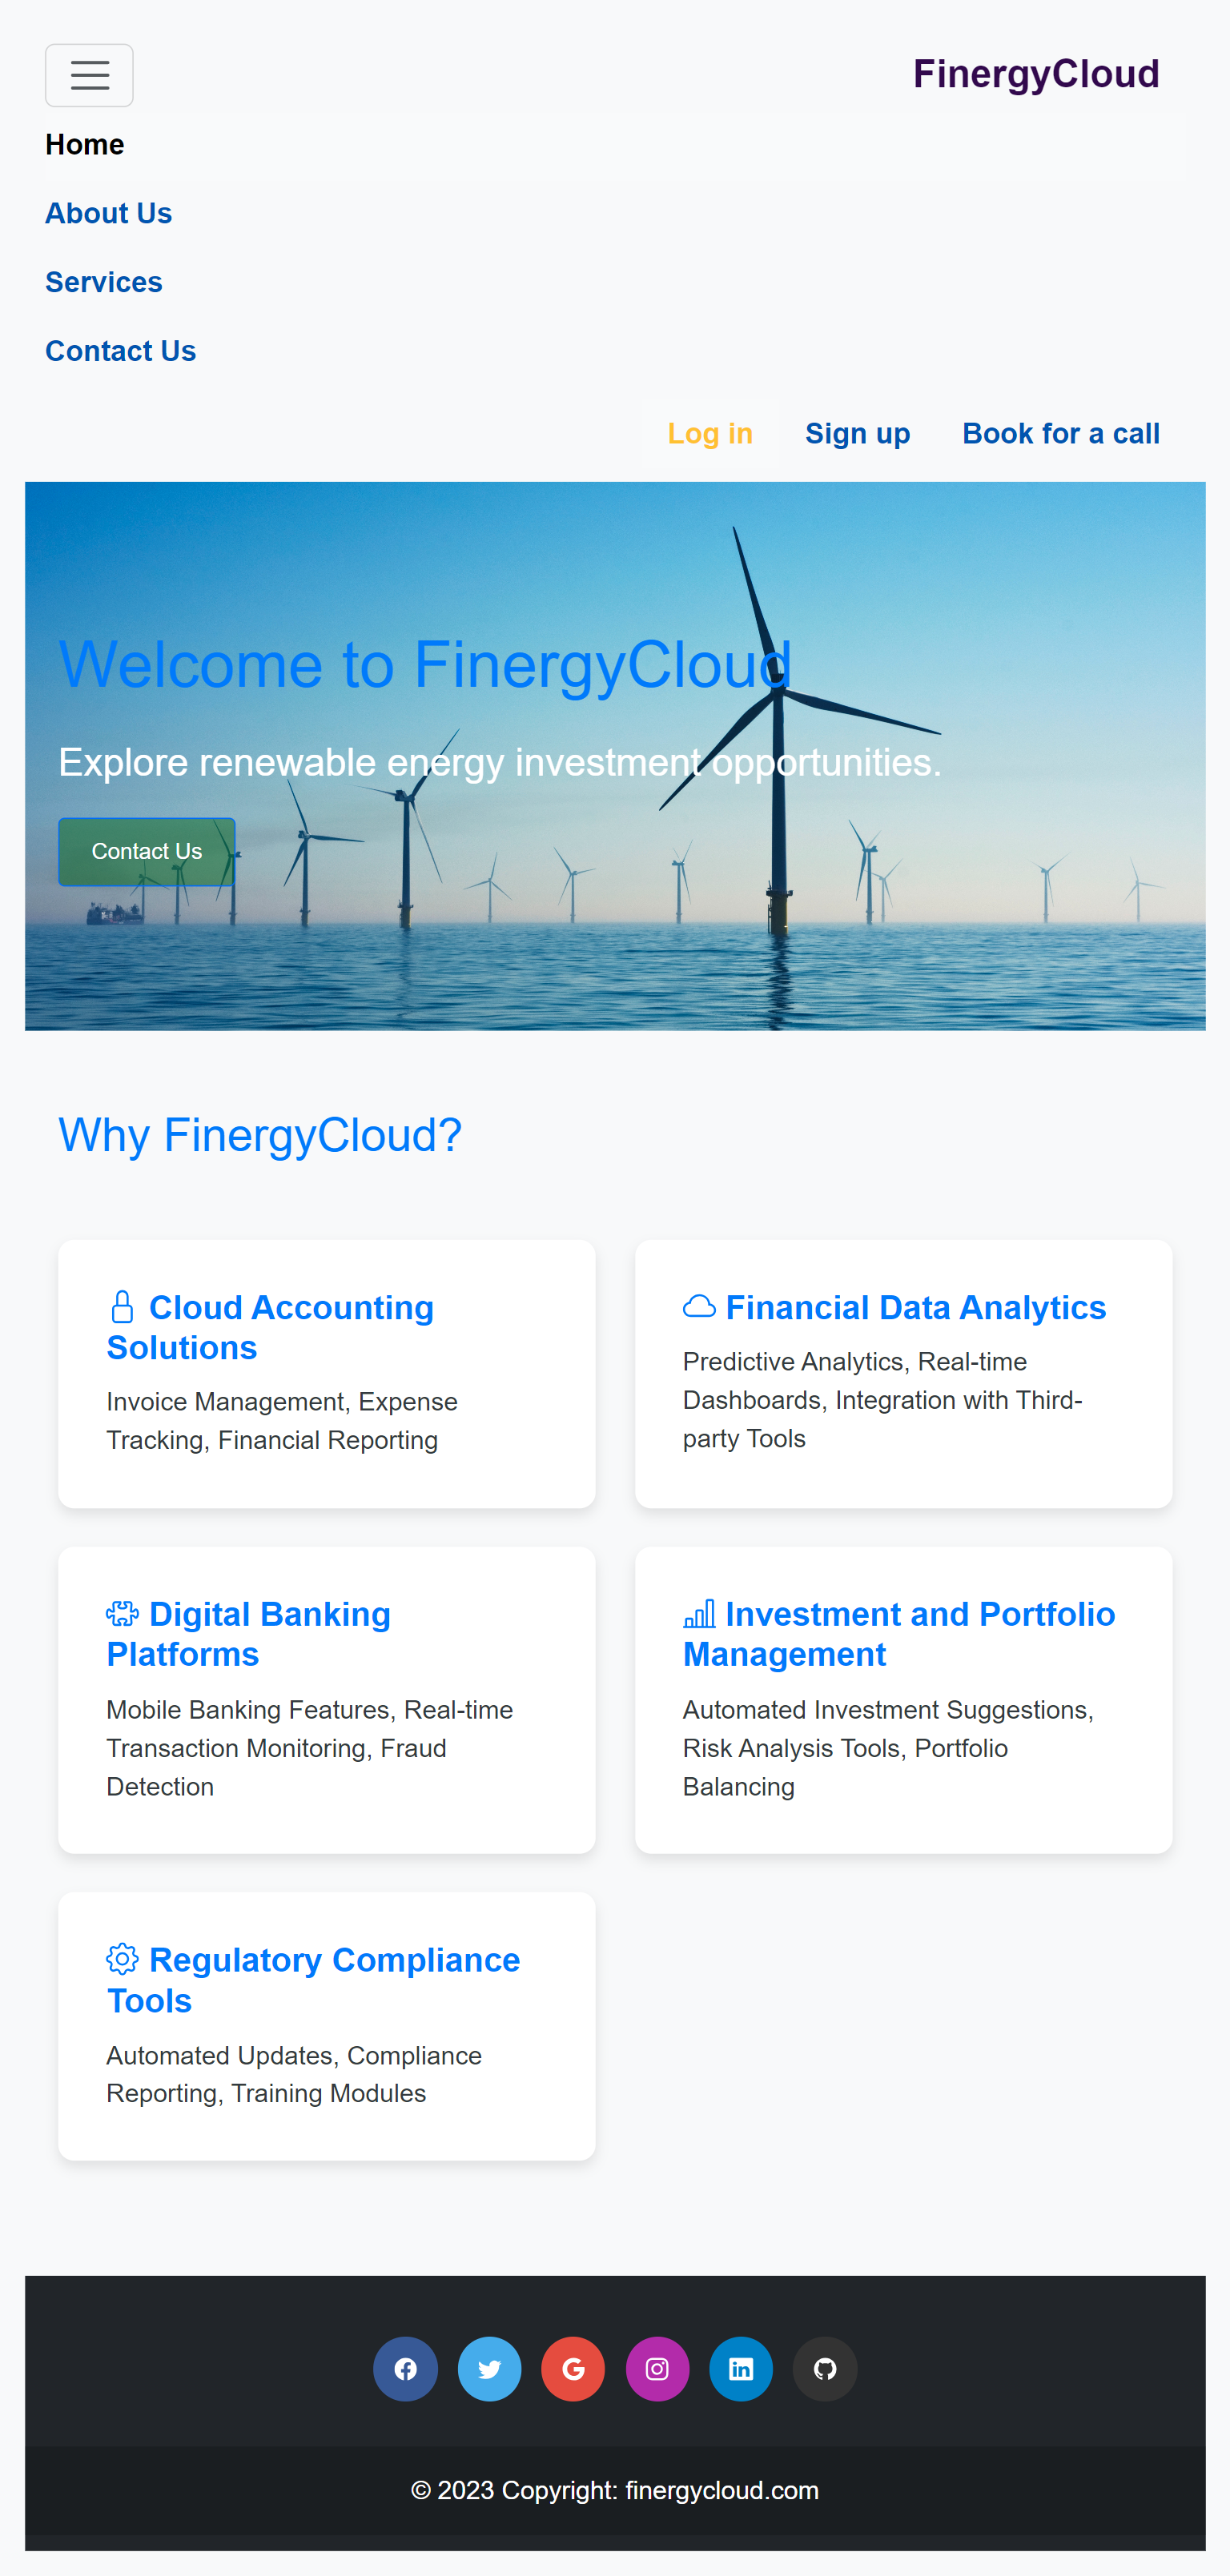 FinergyCloud
Home
About Us
Services
Contact Us
Log in Sign up Book for a call
Welcome to FinergyCloud
Explore renewable energy investment opportunities.
Contact Us
Why FinergyCloud?
Cloud Accounting
Solutions
Invoice Management, Expense
Tracking, Financial Reporting
Financial Data Analytics
Predictive Analytics, Real-time
Dashboards, Integration with Third-
party Tools
Digital Banking
Platforms
Mobile Banking Features, Real-time
Transaction Monitoring, Fraud
Detection
Investment and Portfolio
Management
Automated Investment Suggestions,
Risk Analysis Tools, Portfolio
Balancing
Regulatory Compliance
Tools
Automated Updates, Compliance
Reporting, Training Modules
© 2023 Copyright: finergycloud.com